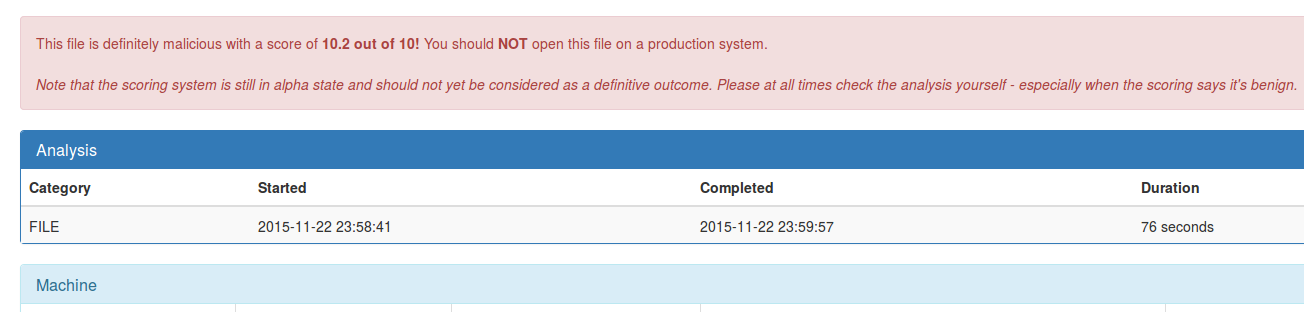 This file is definitely malicious with a score of 10.2 out of 10! You should NOT open this file on a production system.
Note that the scoring system is still in alpha state and should not yet be considered as a definitive outcome. Please at all times check the analysis yourself - especially when the scoring says it's benign.
Analysis
Category Started Completed Duration
FILE 2015-11-22 23:58:41 2015-11-22 23:59:57 76 seconds
Machine